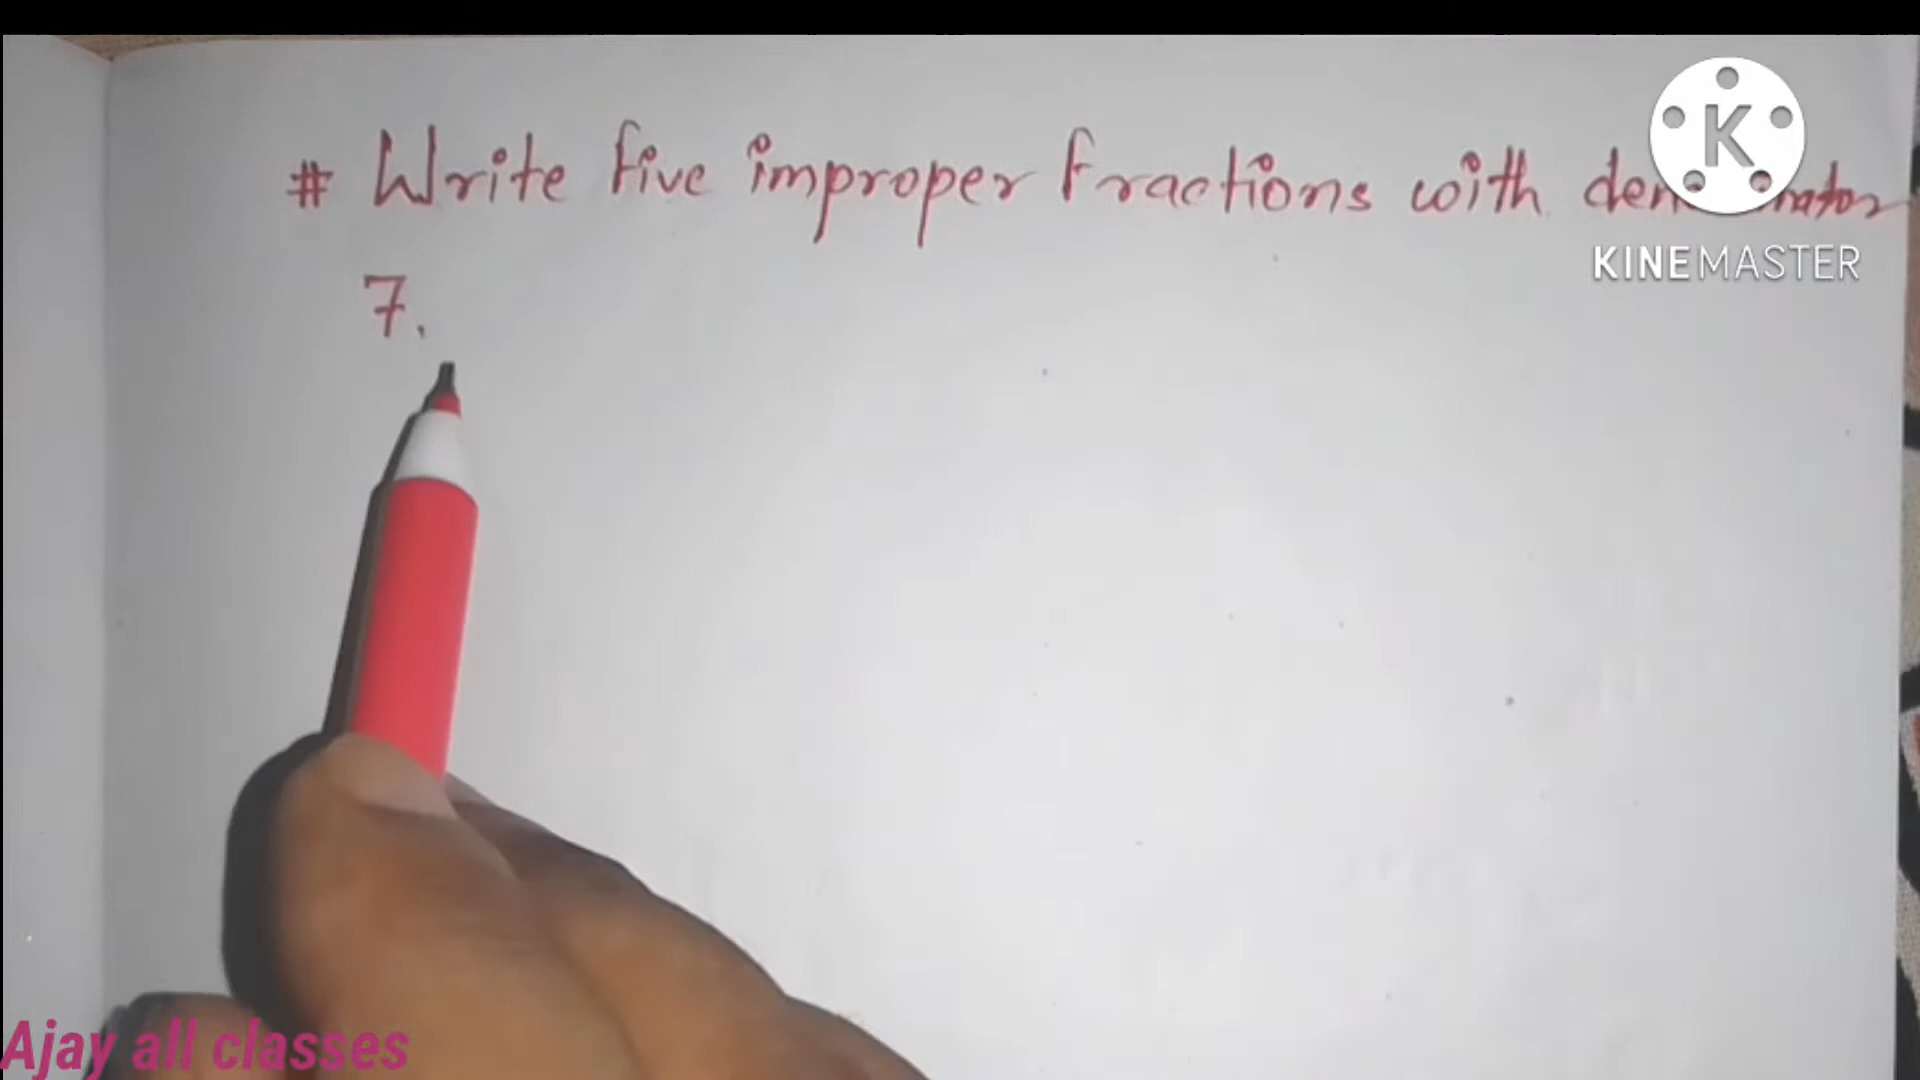 # Write five improper fractions with
7.
K
KINEMASTER
Ajay all classes